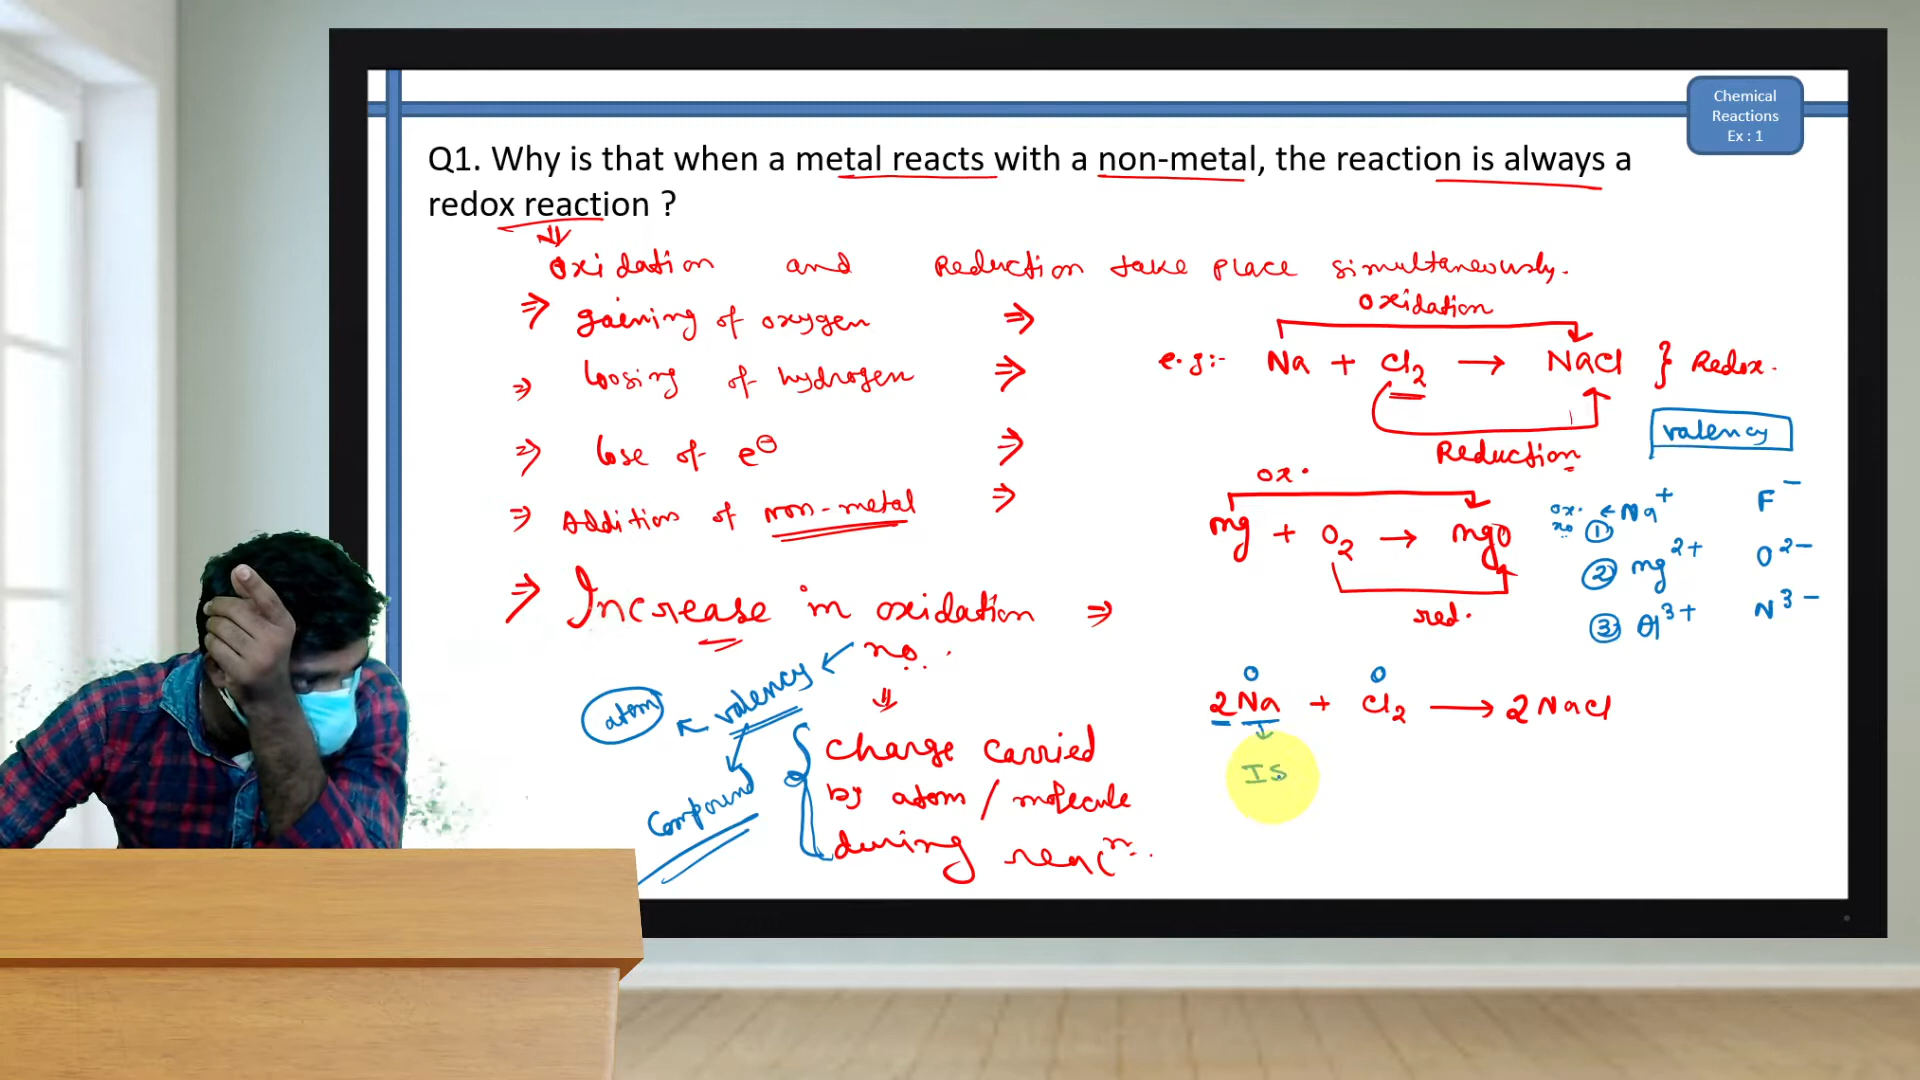 Chemical
Reactions
Ex : 1
Q1. Why is that when a metal reacts with a non-metal, the reaction is always a
redox reaction ?
⇓
Oxidation and Reduction take place simultaneously.
⇒ gaining of oxygen ⇒
⇒ loosing of hydrogen ⇒
⇒ lose of e⊖ ⇒
⇒ Addition of non-metal ⇒
⇒ Increase in oxidation ⇒
no.
⇓
atom ← valency ←
compound
charge carried
by atom / molecule
during reacn.
oxidation
e.g:- Na + Cl2 → NaCl } Redox.
Reduction
valency
ox.
mg + O2 → mgO
red.
ox. no ← Na+ F−
①
② mg2+ O2−
③ Al3+ N3−
0 0
2Na + Cl2 → 2NaCl
↓
IS